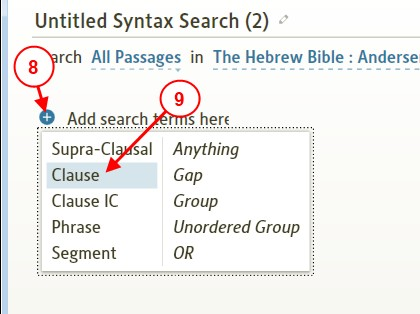 Untitled Syntax Search (2)
8 arch All Passages in The Hebrew Bible : Anderse
9
Add search terms here
Supra-Clausal Anything
Clause Gap
Clause IC Group
Phrase Unordered Group
Segment OR